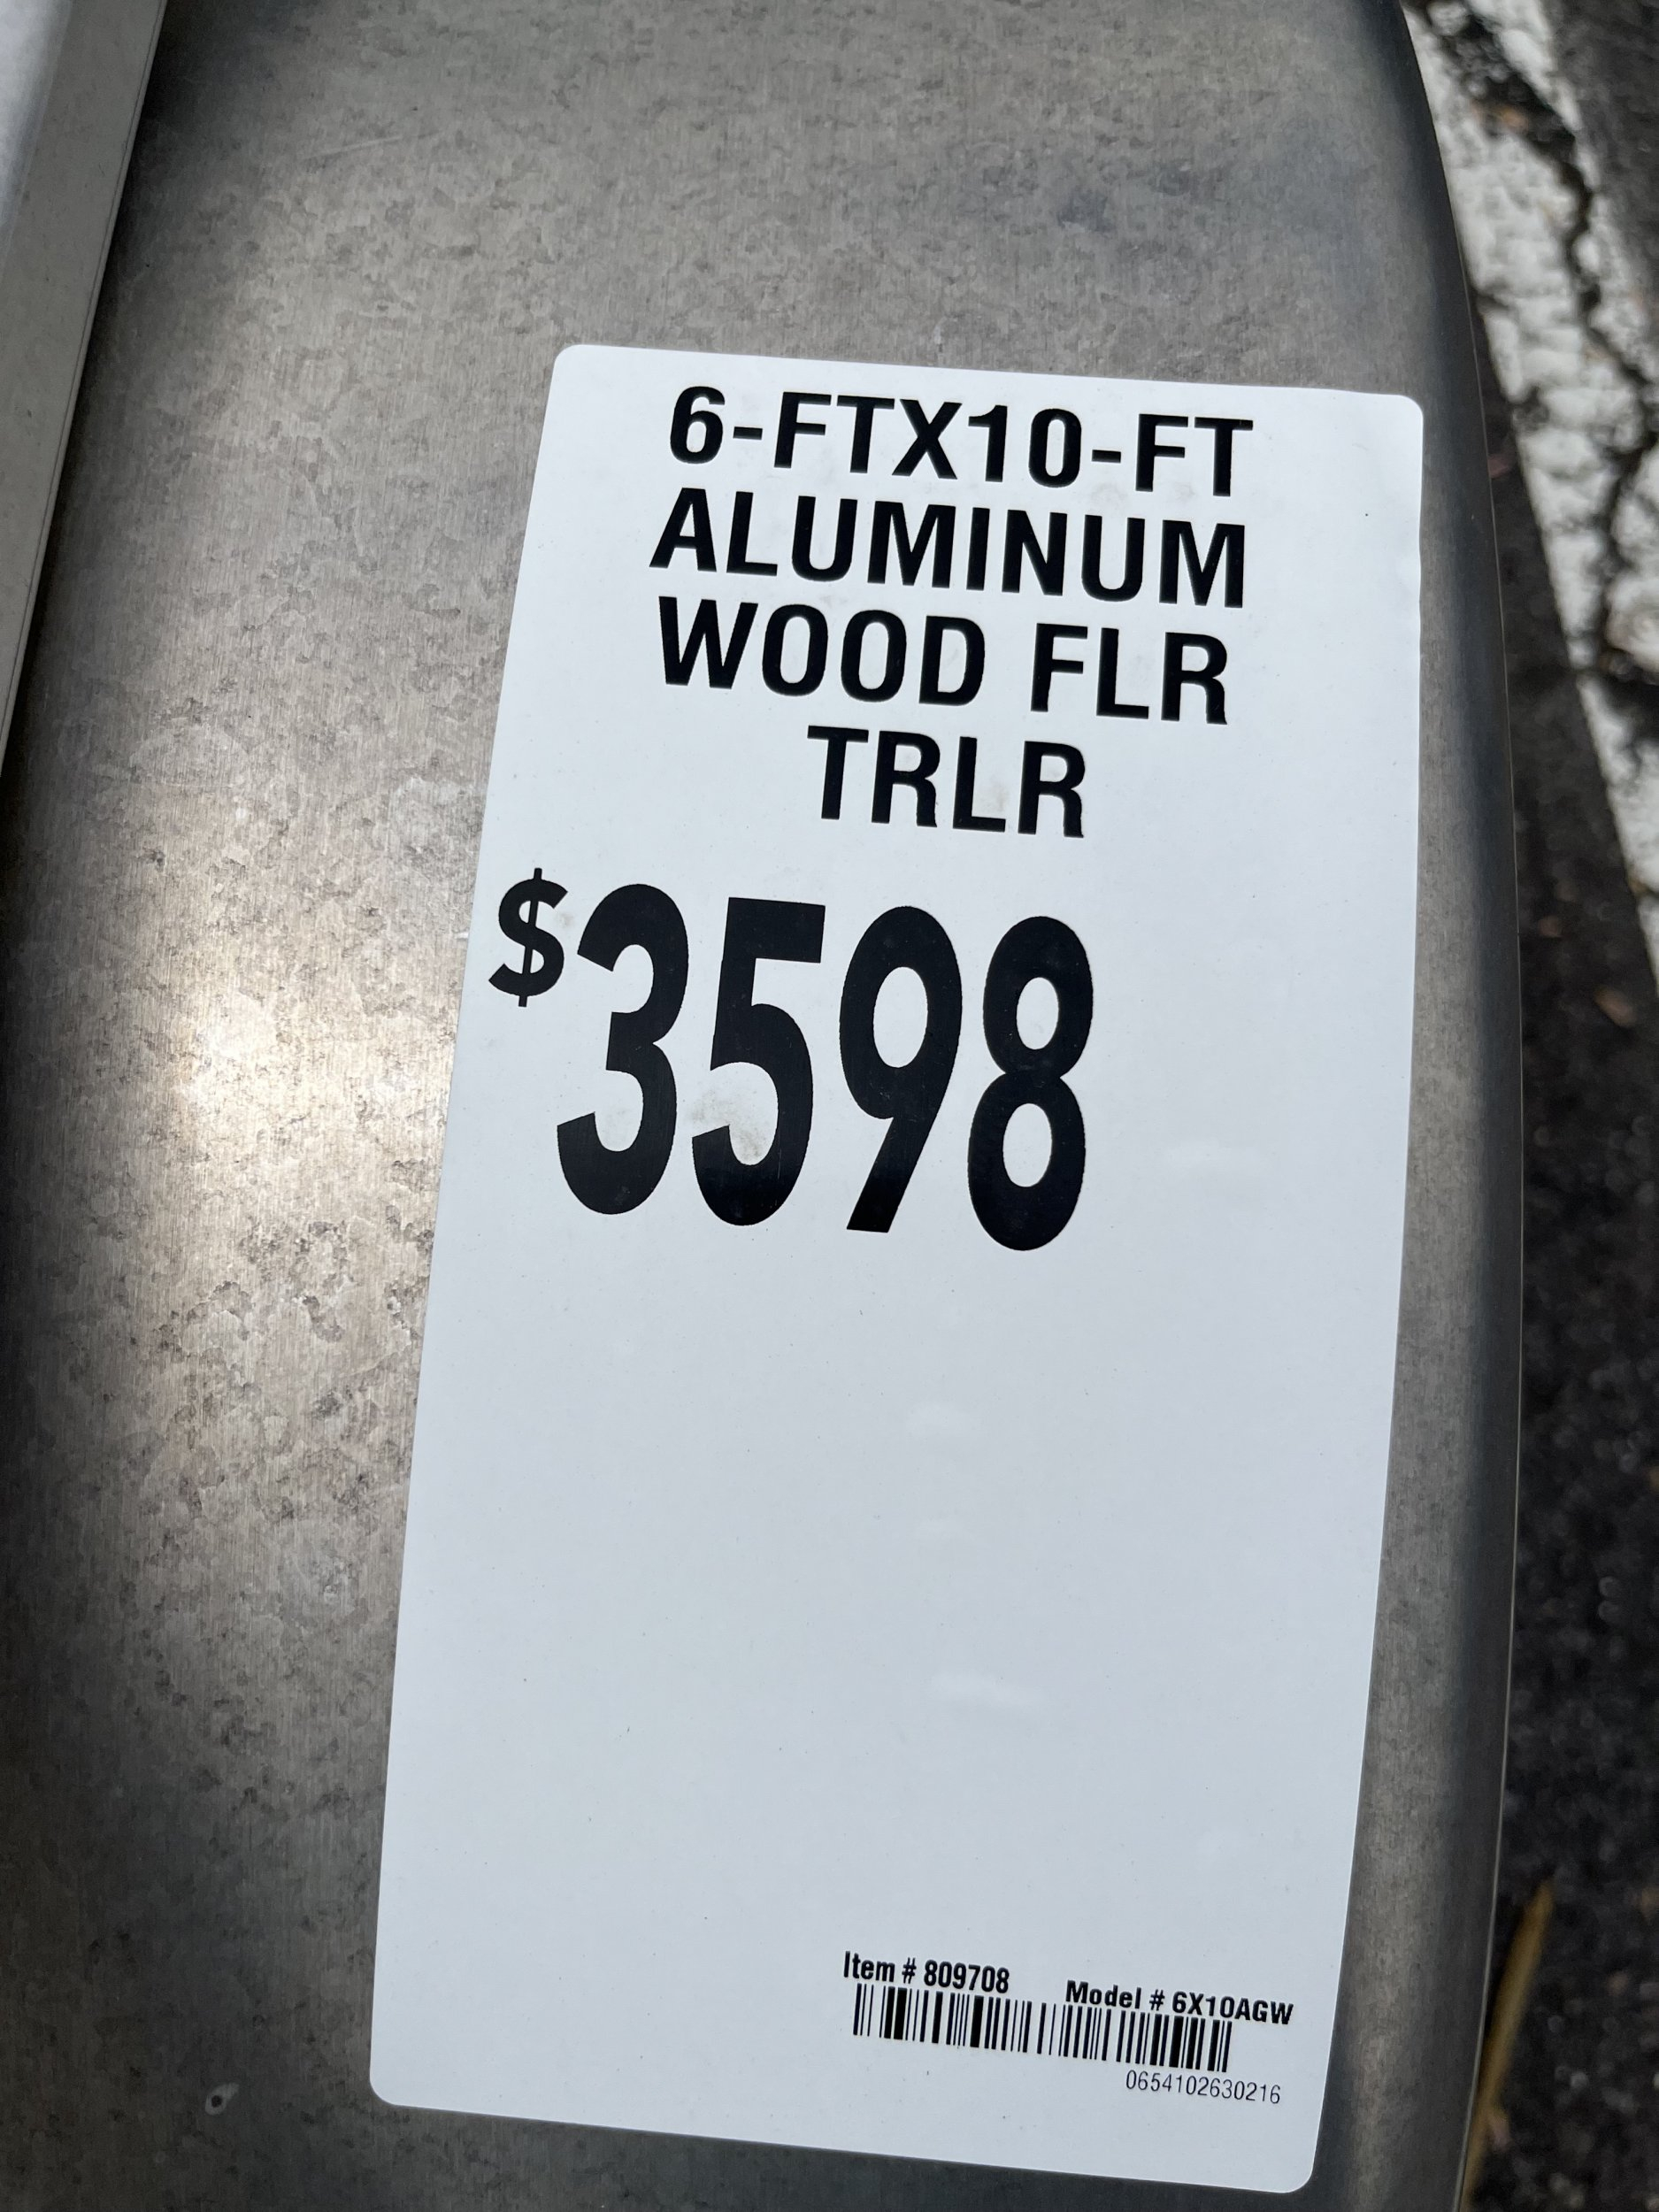 6-FTX10-FT
ALUMINUM
WOOD FLR
TRLR
$3598
Item # 809708 Model # 6X10AGW
0654102630216